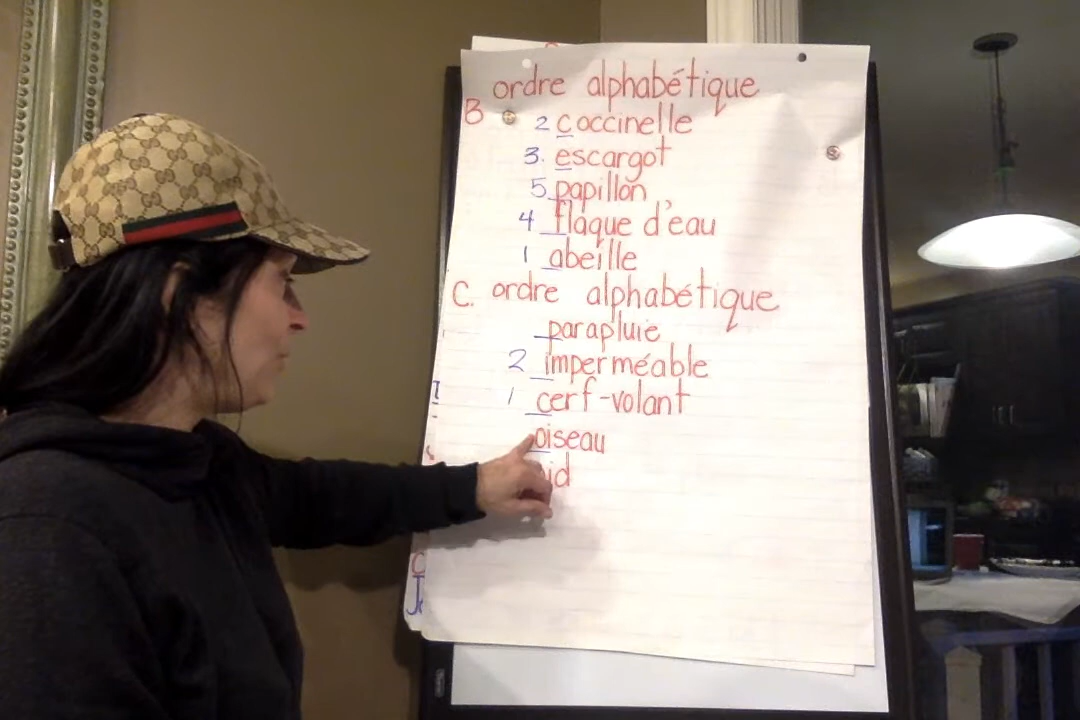 ordre alphabétique
B
2 coccinelle
3. escargot
5 papillon
4 flaque d'eau
1 abeille
C. ordre alphabétique
parapluie
2 imperméable
1 cerf-volant
oiseau